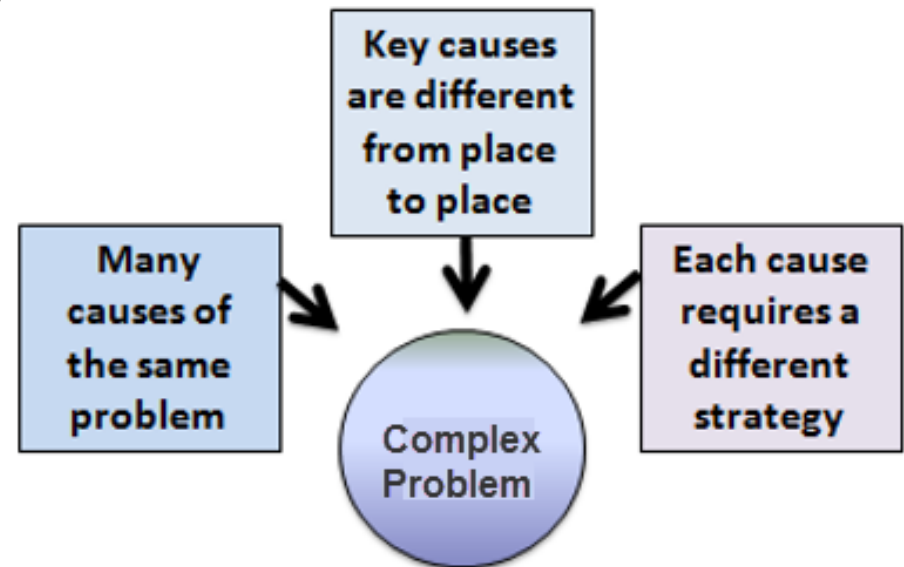 Key causes
are different
from place
to place
Many
causes of
the same
problem
Each cause
requires a
different
strategy
Complex
Problem